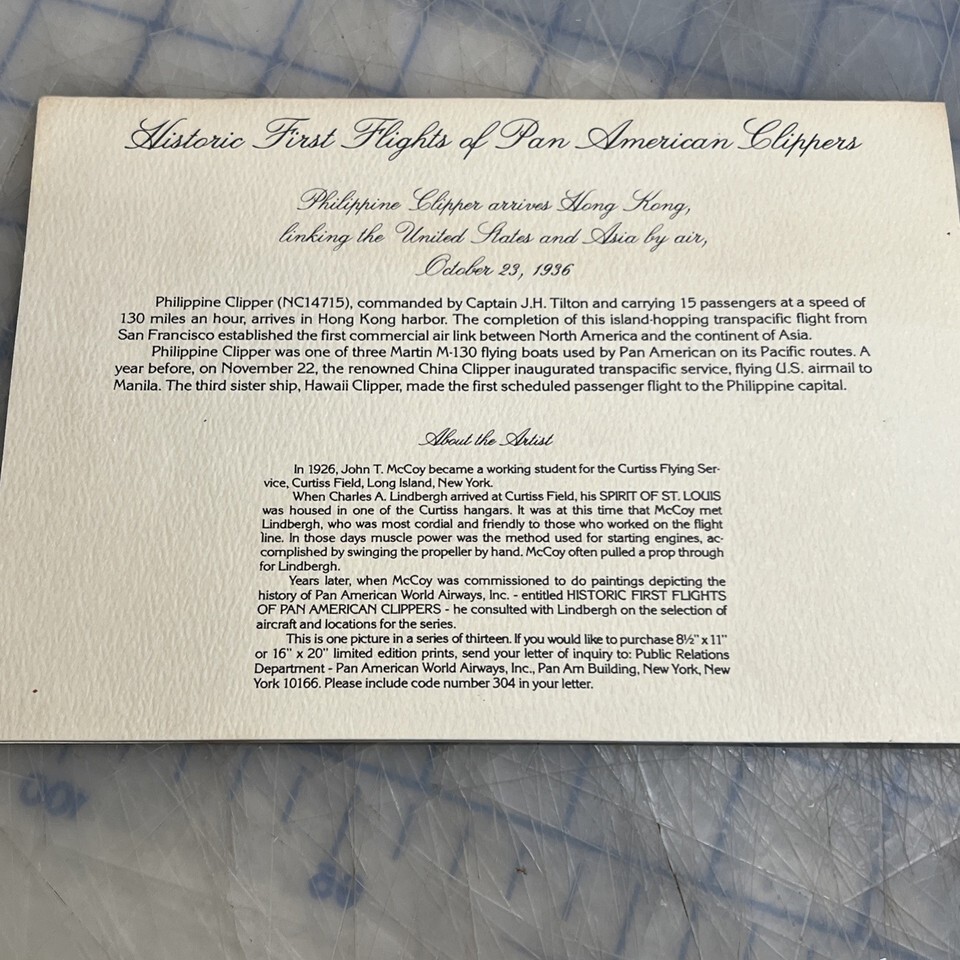 Historic First Flights of Pan American Clippers
Philippine Clipper arrives Hong Kong,
linking the United States and Asia by air,
October 23, 1936
Philippine Clipper (NC14715), commanded by Captain J.H. Tilton and carrying 15 passengers at a speed of
130 miles an hour, arrives in Hong Kong harbor. The completion of this island-hopping transpacific flight from
San Francisco established the first commercial air link between North America and the continent of Asia.
Philippine Clipper was one of three Martin M-130 flying boats used by Pan American on its Pacific routes. A
year before, on November 22, the renowned China Clipper inaugurated transpacific service, flying U.S. airmail to
Manila. The third sister ship, Hawaii Clipper, made the first scheduled passenger flight to the Philippine capital.
About the Artist
In 1926, John T. McCoy became a working student for the Curtiss Flying Ser-
vice, Curtiss Field, Long Island, New York.
When Charles A. Lindbergh arrived at Curtiss Field, his SPIRIT OF ST. LOUIS
was housed in one of the Curtiss hangars. It was at this time that McCoy met
Lindbergh, who was most cordial and friendly to those who worked on the flight
line. In those days muscle power was the method used for starting engines, ac-
complished by swinging the propeller by hand. McCoy often pulled a prop through
for Lindbergh.
Years later, when McCoy was commissioned to do paintings depicting the
history of Pan American World Airways, Inc. - entitled HISTORIC FIRST FLIGHTS
OF PAN AMERICAN CLIPPERS - he consulted with Lindbergh on the selection of
aircraft and locations for the series.
This is one picture in a series of thirteen. If you would like to purchase 8½" x 11"
or 16" x 20" limited edition prints, send your letter of inquiry to: Public Relations
Department - Pan American World Airways, Inc., Pan Am Building, New York, New
York 10166. Please include code number 304 in your letter.